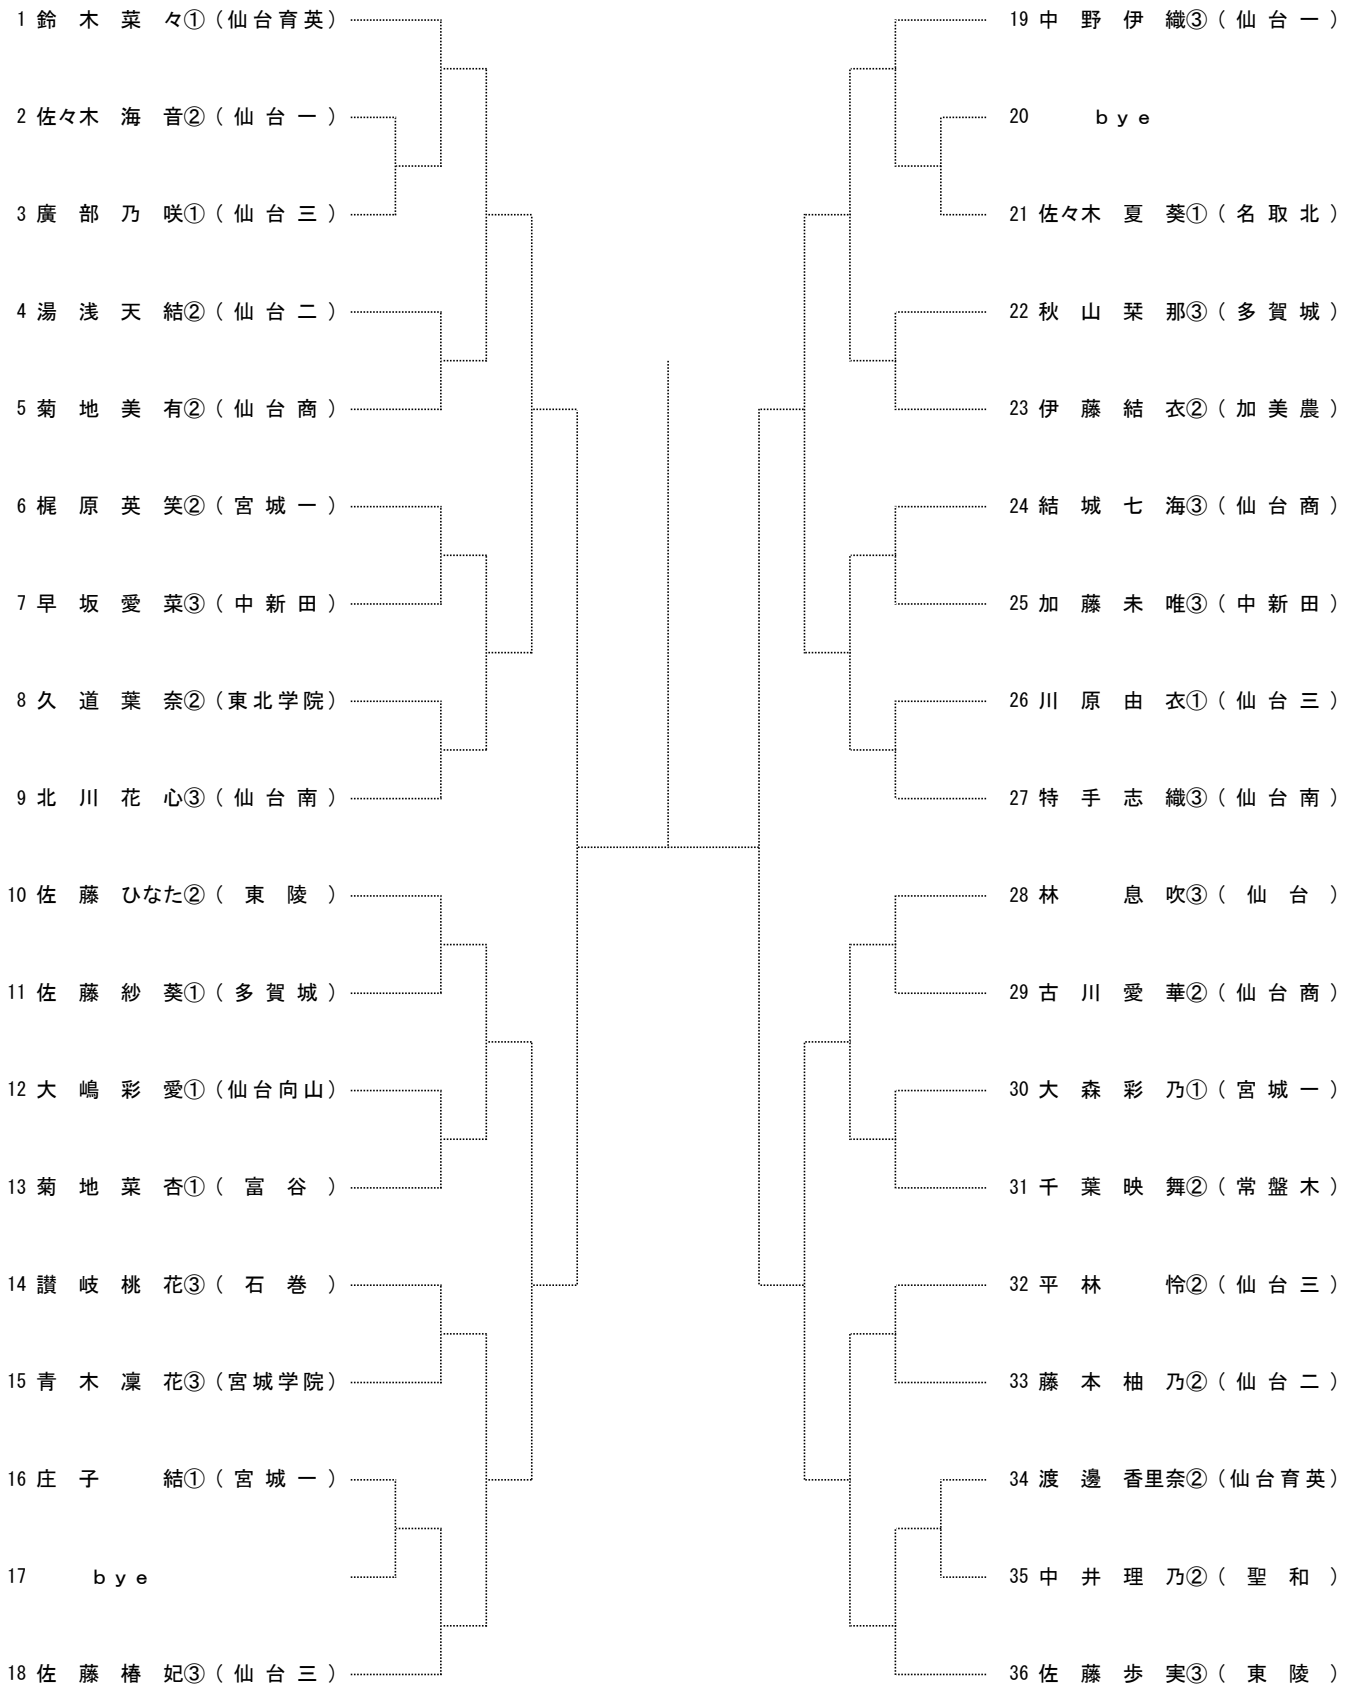 1 鈴 木 菜 々① (仙台育英)
2 佐々木 海 音② ( 仙 台 一 )
3 廣 部 乃 咲① ( 仙 台 三 )
4 湯 浅 天 結② ( 仙 台 二 )
5 菊 地 美 有② ( 仙 台 商 )
6 梶 原 英 笑② ( 宮 城 一 )
7 早 坂 愛 菜③ ( 中 新 田 )
8 久 道 葉 奈② (東北学院)
9 北 川 花 心③ ( 仙 台 南 )
10 佐 藤 ひなた② ( 東 陵 )
11 佐 藤 紗 葵① ( 多 賀 城 )
12 大 嶋 彩 愛① (仙台向山)
13 菊 地 菜 杏① ( 富 谷 )
14 讃 岐 桃 花③ ( 石 巻 )
15 青 木 凜 花③ (宮城学院)
16 庄 子 結① ( 宮 城 一 )
17 bye
18 佐 藤 椿 妃③ ( 仙 台 三 )
19 中 野 伊 織③ ( 仙 台 一 )
20 bye
21 佐々木 夏 葵① ( 名 取 北 )
22 秋 山 栞 那③ ( 多 賀 城 )
23 伊 藤 結 衣② ( 加 美 農 )
24 結 城 七 海③ ( 仙 台 商 )
25 加 藤 未 唯③ ( 中 新 田 )
26 川 原 由 衣① ( 仙 台 三 )
27 特 手 志 織③ ( 仙 台 南 )
28 林 息 吹③ ( 仙 台 )
29 古 川 愛 華② ( 仙 台 商 )
30 大 森 彩 乃① ( 宮 城 一 )
31 千 葉 映 舞② ( 常 盤 木 )
32 平 林 怜② ( 仙 台 三 )
33 藤 本 柚 乃② ( 仙 台 二 )
34 渡 邊 香里奈② (仙台育英)
35 中 井 理 乃② ( 聖 和 )
36 佐 藤 歩 実③ ( 東 陵 )